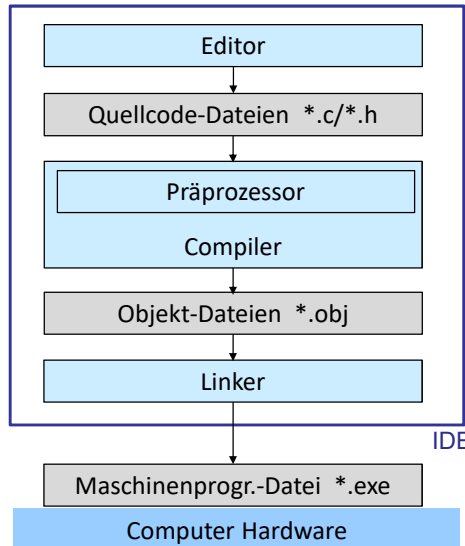 Editor
Quellcode-Dateien *.c/*.h
Präprozessor
Compiler
Objekt-Dateien *.obj
Linker
IDE
Maschinenprogr.-Datei *.exe
Computer Hardware